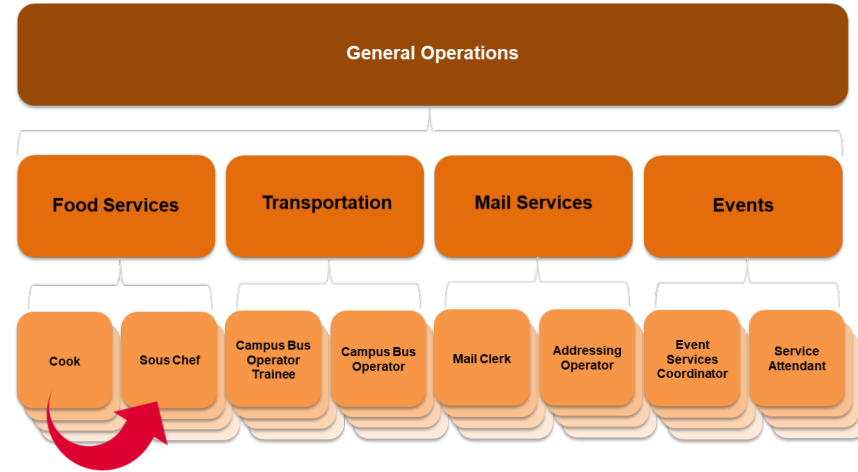 General Operations
Food Services
Transportation
Mail Services
Events
Cook
Sous Chef
Campus Bus
Operator
Trainee
Campus Bus
Operator
Mail Clerk
Addressing
Operator
Event
Services
Coordinator
Service
Attendant